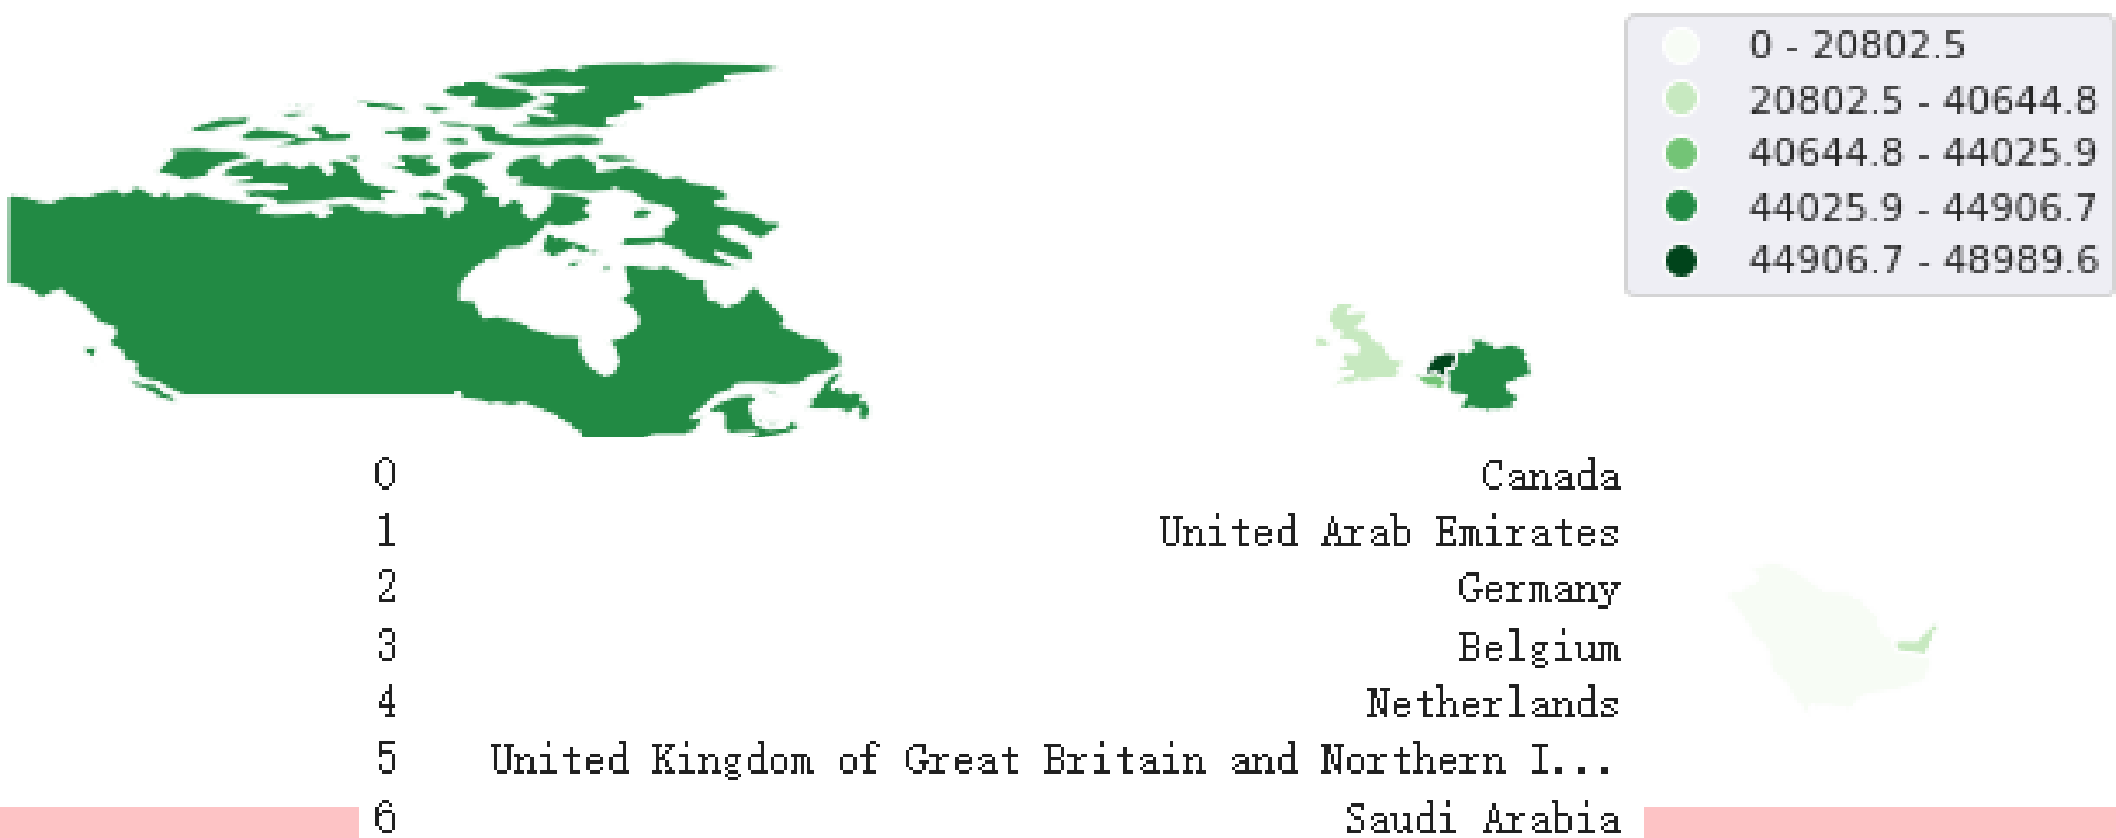 0 - 20802.5
20802.5 - 40644.8
40644.8 - 44025.9
44025.9 - 44906.7
44906.7 - 48989.6
0 Canada
1 United Arab Emirates
2 Germany
3 Belgium
4 Netherlands
5 United Kingdom of Great Britain and Northern I...
6 Saudi Arabia